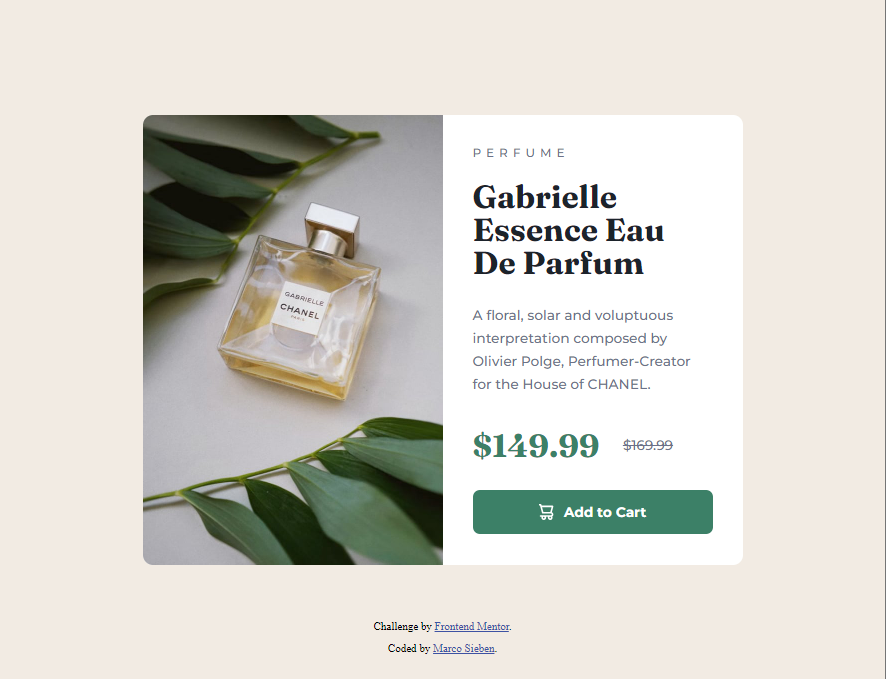 PERFUME
Gabrielle
Essence Eau
De Parfum
A floral, solar and voluptuous
interpretation composed by
Olivier Polge, Perfumer-Creator
for the House of CHANEL.
$149.99 $169.99
Add to Cart
GABRIELLE
CHANEL
PARIS
Challenge by Frontend Mentor.
Coded by Marco Sieben.